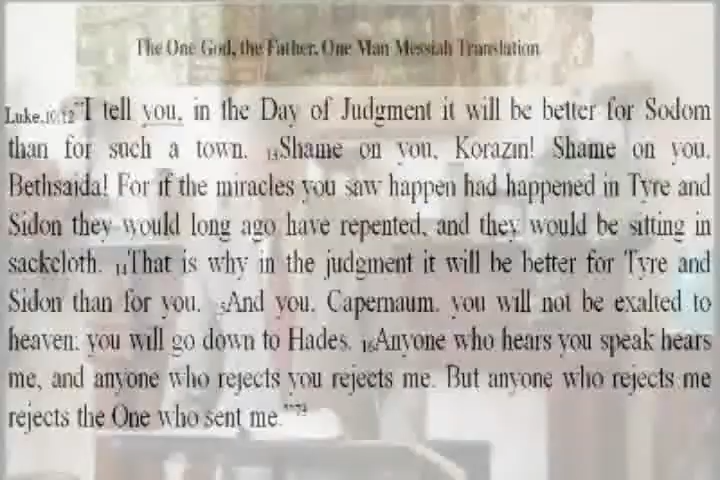 The One God, the Father, One Man Messiah Translation
Luke.10:12"I tell you, in the Day of Judgment it will be better for Sodom
than for such a town. 13Shame on you, Korazin! Shame on you,
Bethsaida! For if the miracles you saw happen had happened in Tyre and
Sidon they would long ago have repented, and they would be sitting in
sackcloth. 14That is why in the judgment it will be better for Tyre and
Sidon than for you. 15And you, Capernaum, you will not be exalted to
heaven; you will go down to Hades. 16Anyone who hears you speak hears
me, and anyone who rejects you rejects me. But anyone who rejects me
rejects the One who sent me."73